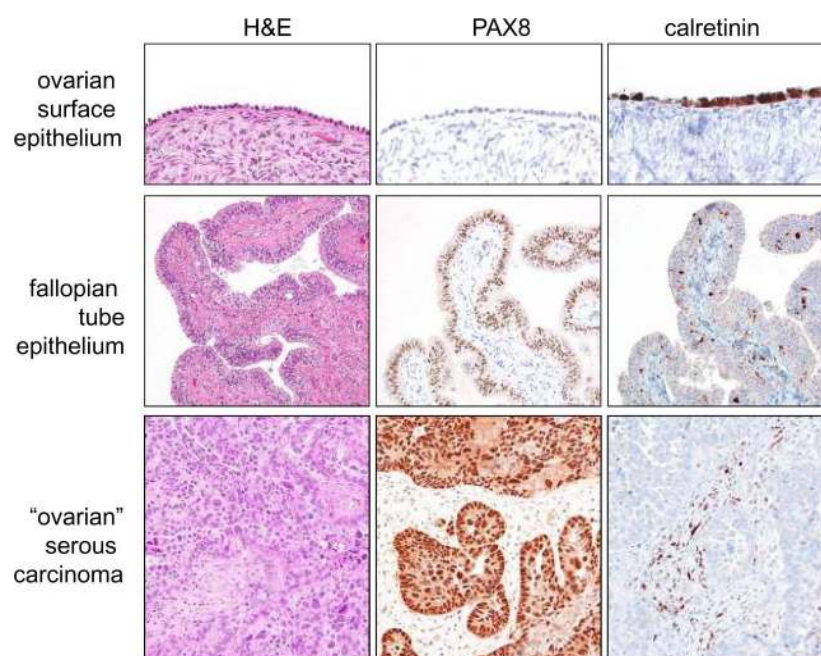 H&E
PAX8
calretinin
ovarian
surface
epithelium
fallopian
tube
epithelium
“ovarian”
serous
carcinoma